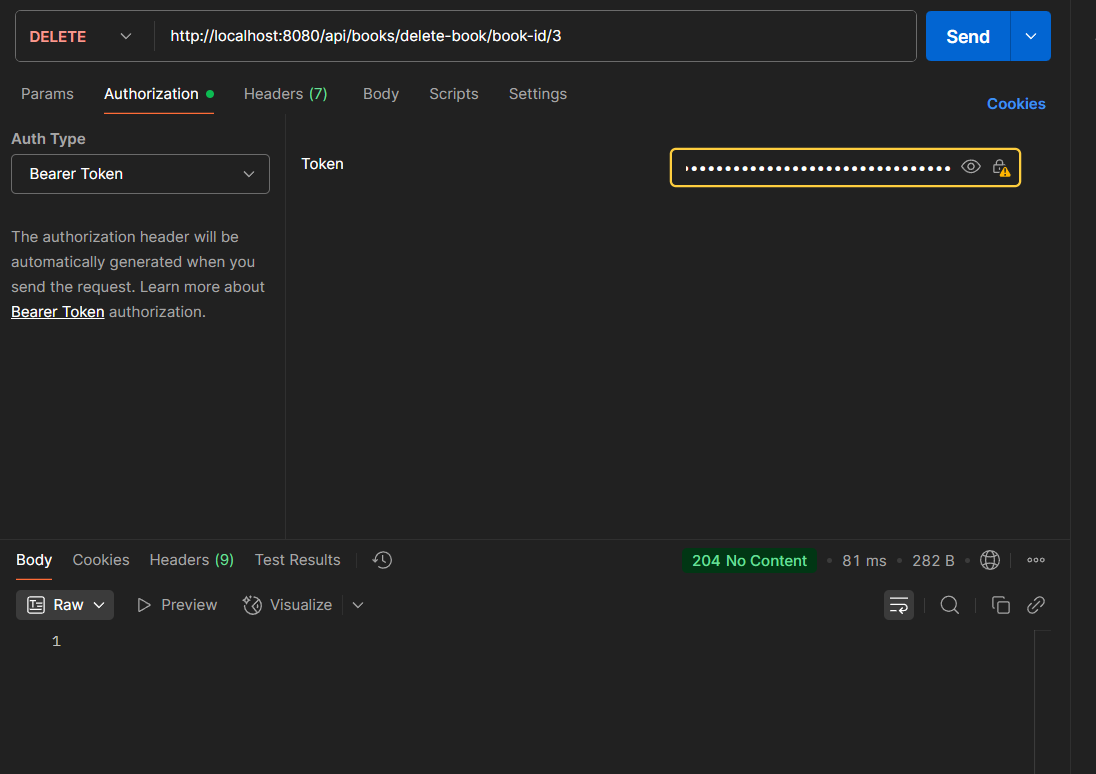 DELETE http://localhost:8080/api/books/delete-book/book-id/3 Send
Params Authorization Headers (7) Body Scripts Settings Cookies
Auth Type
Bearer Token
Token
The authorization header will be
automatically generated when you
send the request. Learn more about
Bearer Token authorization.
Body Cookies Headers (9) Test Results 204 No Content 81 ms 282 B
Raw Preview Visualize
1